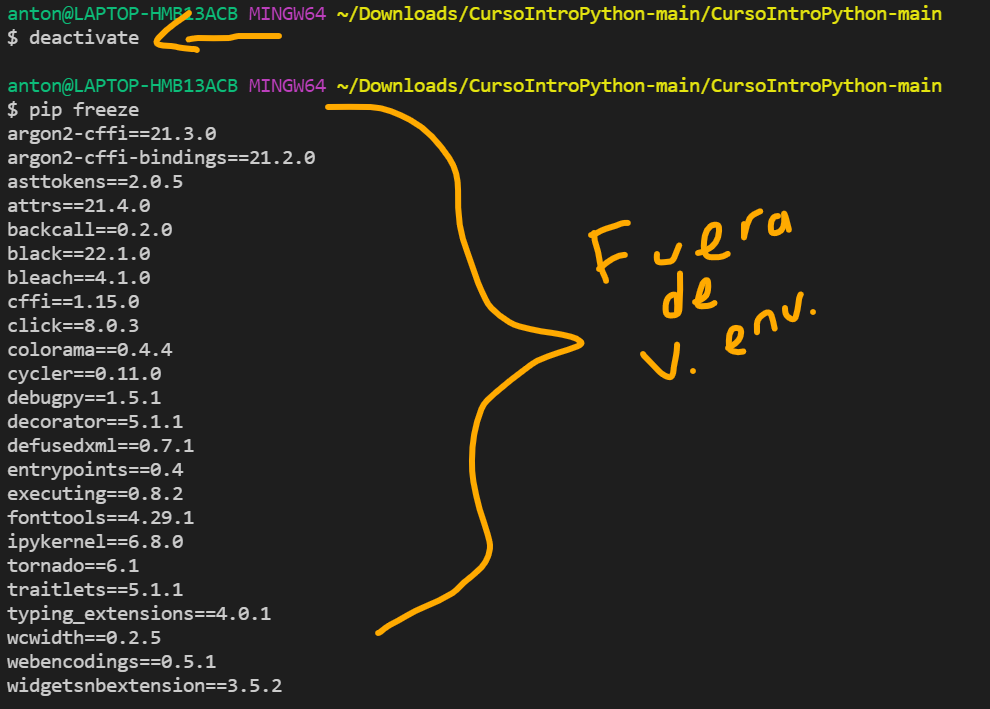 anton@LAPTOP-HMB13ACB MINGW64 ~/Downloads/CursoIntroPython-main/CursoIntroPython-main
$ deactivate
anton@LAPTOP-HMB13ACB MINGW64 ~/Downloads/CursoIntroPython-main/CursoIntroPython-main
$ pip freeze
argon2-cffi==21.3.0
argon2-cffi-bindings==21.2.0
asttokens==2.0.5
attrs==21.4.0
backcall==0.2.0
black==22.1.0
bleach==4.1.0
cffi==1.15.0
click==8.0.3
colorama==0.4.4
cycler==0.11.0
debugpy==1.5.1
decorator==5.1.1
defusedxml==0.7.1
entrypoints==0.4
executing==0.8.2
fonttools==4.29.1
ipykernel==6.8.0
tornado==6.1
traitlets==5.1.1
typing_extensions==4.0.1
wcwidth==0.2.5
webencodings==0.5.1
widgetsnbextension==3.5.2
Fuera
de
v. env.